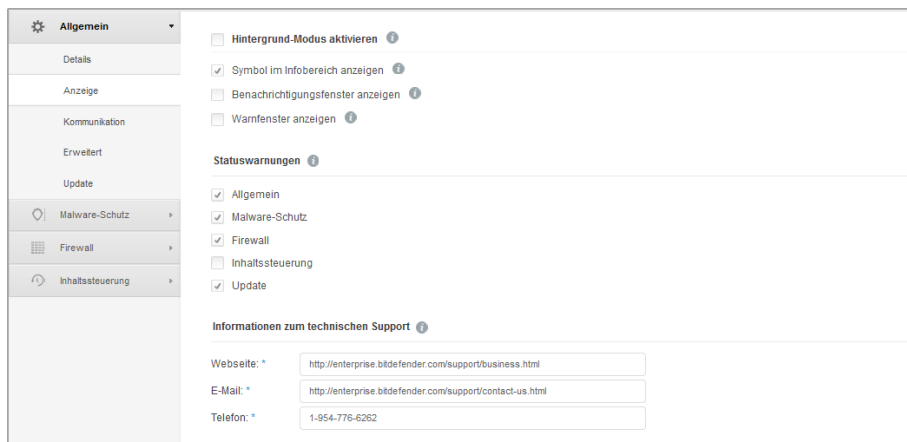 Allgemein
Details
Anzeige
Kommunikation
Erweitert
Update
Malware-Schutz
Firewall
Inhaltssteuerung
Hintergrund-Modus aktivieren
Symbol im Infobereich anzeigen
Benachrichtigungsfenster anzeigen
Warnfenster anzeigen
Statuswarnungen
Allgemein
Malware-Schutz
Firewall
Inhaltssteuerung
Update
Informationen zum technischen Support
Webseite: * http://enterprise.bitdefender.com/support/business.html
E-Mail: * http://enterprise.bitdefender.com/support/contact-us.html
Telefon: * 1-954-776-6262